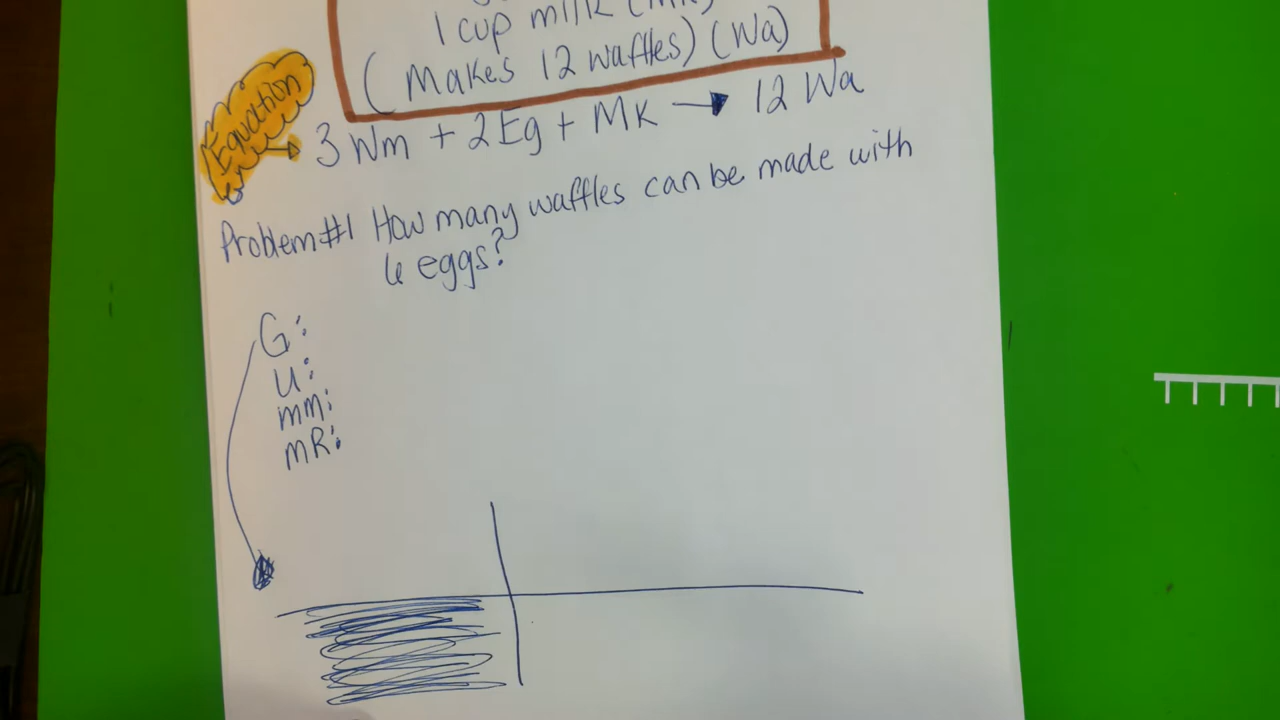 1 cup milk (Mk)
(Makes 12 waffles) (Wa)
Equation
3 Wm + 2 Eg + Mk → 12 Wa
Problem #1 How many waffles can be made with
6 eggs?
G:
U:
mm:
mR: